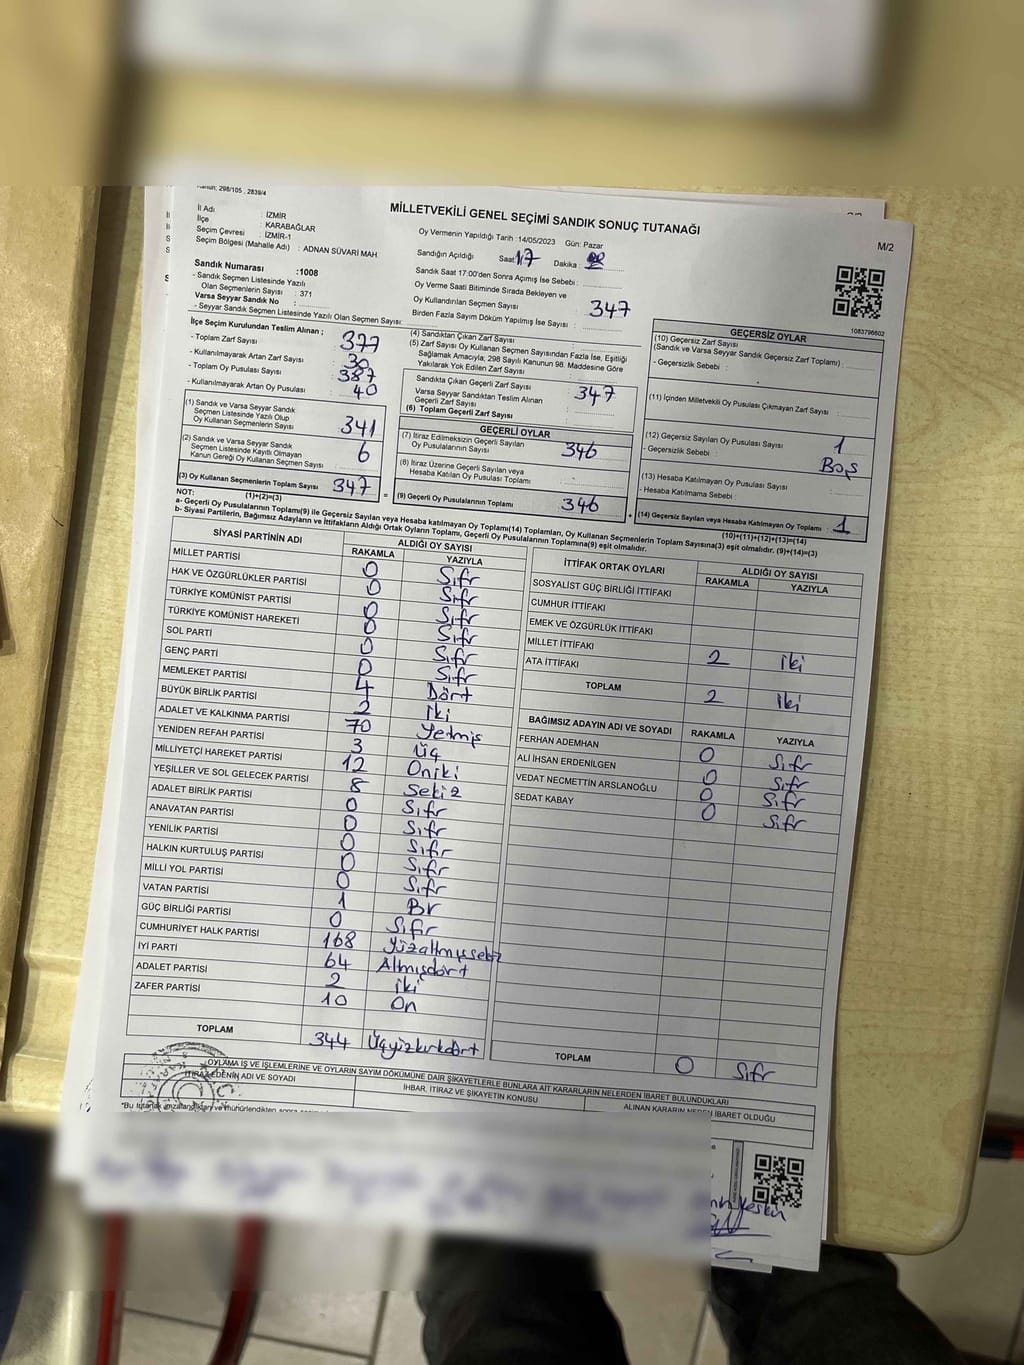 Kanun; 298/105 , 2839/4
MİLLETVEKİLİ GENEL SEÇİMİ SANDIK SONUÇ TUTANAĞI
M/2
İl Adı : İZMİR
İlçe : KARABAĞLAR
Seçim Çevresi : İZMİR-1
Seçim Bölgesi (Mahalle Adı) : ADNAN SÜVARİ MAH.
Sandık Numarası :1008
- Sandık Seçmen Listesinde Yazılı
Olan Seçmenlerin Sayısı : 371
Varsa Seyyar Sandık No :
- Seyyar Sandık Seçmen Listesinde Yazılı Olan Seçmen Sayısı:
Oy Vermenin Yapıldığı Tarih :14/05/2023 Gün: Pazar
Sandığın Açıldığı Saat 17 Dakika :
Sandık Saat 17:00'den Sonra Açılmış İse Sebebi :
Oy Verme Saati Bitiminde Sırada Bekleyen ve
Oy Kullandırılan Seçmen Sayısı : 347
Birden Fazla Sayım Döküm Yapılmış İse Sayısı :
1083796602
İlçe Seçim Kurulundan Teslim Alınan ;
- Toplam Zarf Sayısı : 377
- Kullanılmayarak Artan Zarf Sayısı : 30
- Toplam Oy Pusulası Sayısı : 387
- Kullanılmayarak Artan Oy Pusulası : 40
(1) Sandık ve Varsa Seyyar Sandık
Seçmen Listesinde Yazılı Olup
Oy Kullanan Seçmenlerin Sayısı : 341
(2) Sandık ve Varsa Seyyar Sandık
Seçmen Listesinde Kayıtlı Olmayan
Kanun Gereği Oy Kullanan Seçmen Sayısı : 6
(3) Oy Kullanan Seçmenlerin Toplam Sayısı 347
(1)+(2)=(3)
(4) Sandıktan Çıkan Zarf Sayısı :
(5) Zarf Sayısı Oy Kullanan Seçmen Sayısından Fazla İse, Eşitliği
Sağlamak Amacıyla; 298 Sayılı Kanunun 98. Maddesine Göre
Yakılarak Yok Edilen Zarf Sayısı :
Sandıkta Çıkan Geçerli Zarf Sayısı : 347
Varsa Seyyar Sandıktan Teslim Alınan
Geçerli Zarf Sayısı :
(6) Toplam Geçerli Zarf Sayısı :
GEÇERLİ OYLAR
(7) İtiraz Edilmeksizin Geçerli Sayılan
Oy Pusulalarının Sayısı : 346
(8) İtiraz Üzerine Geçerli Sayılan veya
Hesaba Katılan Oy Pusulası Toplamı :
= (9) Geçerli Oy Pusulalarının Toplamı : 346
GEÇERSİZ OYLAR
(10) Geçersiz Zarf Sayısı
(Sandık ve Varsa Seyyar Sandık Geçersiz Zarf Toplamı) :
- Geçersizlik Sebebi :
(11) İçinden Milletvekili Oy Pusulası Çıkmayan Zarf Sayısı :
(12) Geçersiz Sayılan Oy Pusulası Sayısı : 1
- Geçersizlik Sebebi : Boş
(13) Hesaba Katılmayan Oy Pusulası Sayısı :
- Hesaba Katılmama Sebebi :
+ (14) Geçersiz Sayılan veya Hesaba Katılmayan Oy Toplamı : 1
(10)+(11)+(12)+(13)=(14)
NOT:
a- Geçerli Oy Pusulalarının Toplamı(9) ile Geçersiz Sayılan veya Hesaba katılmayan Oy Toplamı(14) Toplamları, Oy Kullanan Seçmenlerin Toplam Sayısına(3) eşit olmalıdır. (9)+(14)=(3)
b- Siyasi Partilerin, Bağımsız Adayların ve İttifakların Aldığı Ortak Oyların Toplamı, Geçerli Oy Pusulalarının Toplamına(9) eşit olmalıdır.
SİYASİ PARTİNİN ADI ALDIĞI OY SAYISI
RAKAMLA YAZIYLA
MİLLET PARTİSİ 0 Sıfır
HAK VE ÖZGÜRLÜKLER PARTİSİ 0 Sıfır
TÜRKİYE KOMÜNİST PARTİSİ 0 Sıfır
TÜRKİYE KOMÜNİST HAREKETİ 0 Sıfır
SOL PARTİ 0 Sıfır
GENÇ PARTİ 0 Sıfır
MEMLEKET PARTİSİ 4 Dört
BÜYÜK BİRLİK PARTİSİ 2 iki
ADALET VE KALKINMA PARTİSİ 70 Yetmiş
YENİDEN REFAH PARTİSİ 3 Üç
MİLLİYETÇİ HAREKET PARTİSİ 12 Oniki
YEŞİLLER VE SOL GELECEK PARTİSİ 8 Sekiz
ADALET BİRLİK PARTİSİ 0 Sıfır
ANAVATAN PARTİSİ 0 Sıfır
YENİLİK PARTİSİ 0 Sıfır
HALKIN KURTULUŞ PARTİSİ 0 Sıfır
MİLLİ YOL PARTİSİ 0 Sıfır
VATAN PARTİSİ 1 Bir
GÜÇ BİRLİĞİ PARTİSİ 0 Sıfır
CUMHURİYET HALK PARTİSİ 168 Yüzaltmışsekiz
İYİ PARTİ 64 Altmışdört
ADALET PARTİSİ 2 iki
ZAFER PARTİSİ 10 On
TOPLAM 344 Üçyüzkırkdört
İTTİFAK ORTAK OYLARI ALDIĞI OY SAYISI
RAKAMLA YAZIYLA
SOSYALİST GÜÇ BİRLİĞİ İTTİFAKI
CUMHUR İTTİFAKI
EMEK VE ÖZGÜRLÜK İTTİFAKI
MİLLET İTTİFAKI 2 iki
ATA İTTİFAKI
TOPLAM 2 iki
BAĞIMSIZ ADAYIN ADI VE SOYADI RAKAMLA YAZIYLA
FERHAN ADEMHAN 0 Sıfır
ALİ İHSAN ERDENİLGEN 0 Sıfır
VEDAT NECMETTİN ARSLANOĞLU 0 Sıfır
SEDAT KABAY 0 Sıfır
TOPLAM 0 Sıfır
OYLAMA İŞ VE İŞLEMLERİNE VE OYLARIN SAYIM DÖKÜMÜNE DAİR ŞİKAYETLERLE BUNLARA AİT KARARLARIN NELERDEN İBARET BULUNDUKLARI
İTİRAZ EDENİN ADI VE SOYADI
İHBAR, İTİRAZ VE ŞİKAYETİN KONUSU
ALINAN KARARIN NEDEN İBARET OLDUĞU
"Bu tutanak imzalandıktan ve mühürlendikten sonra